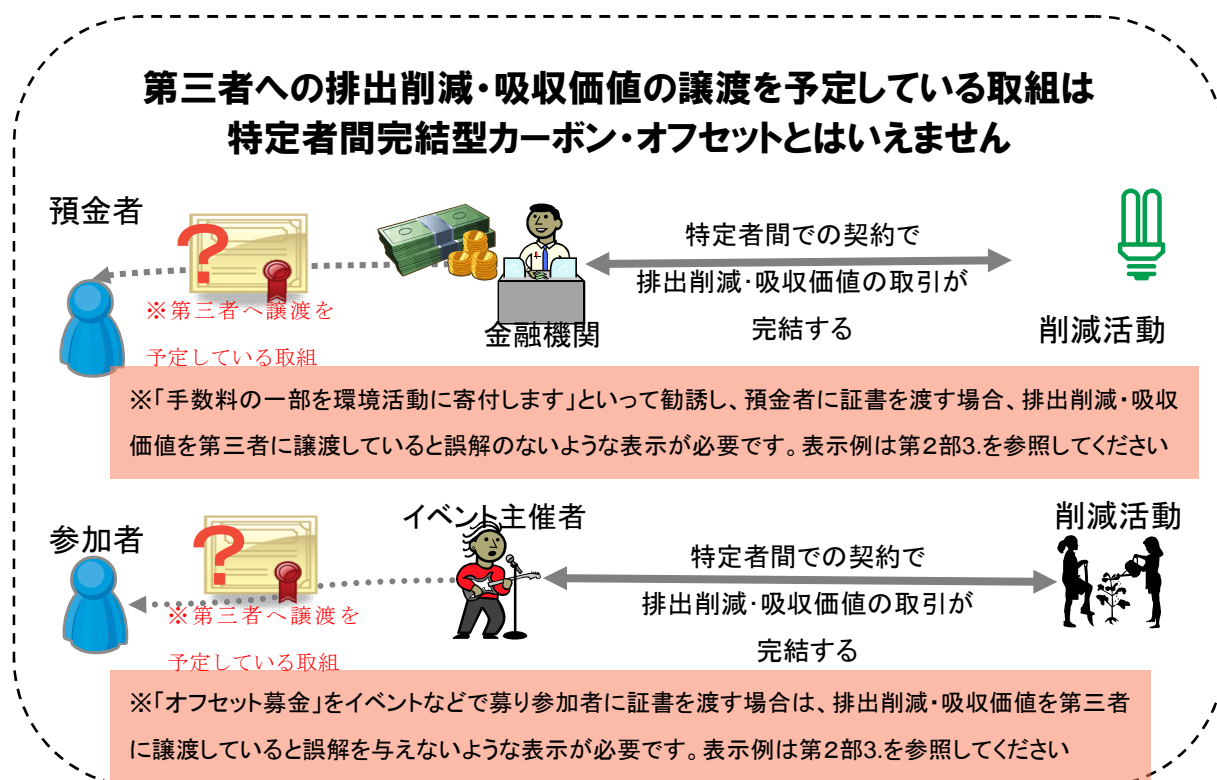 第三者への排出削減・吸収価値の譲渡を予定している取組は
特定者間完結型カーボン・オフセットとはいえません
預金者
?
※第三者へ譲渡を
予定している取組
金融機関
特定者間での契約で
排出削減・吸収価値の取引が
完結する
削減活動
※「手数料の一部を環境活動に寄付します」といって勧誘し、預金者に証書を渡す場合、排出削減・吸収
価値を第三者に譲渡していると誤解のないような表示が必要です。表示例は第2部3.を参照してください
参加者
?
※第三者へ譲渡を
予定している取組
イベント主催者
特定者間での契約で
排出削減・吸収価値の取引が
完結する
削減活動
※「オフセット募金」をイベントなどで募り参加者に証書を渡す場合は、排出削減・吸収価値を第三者
に譲渡していると誤解を与えないような表示が必要です。表示例は第2部3.を参照してください